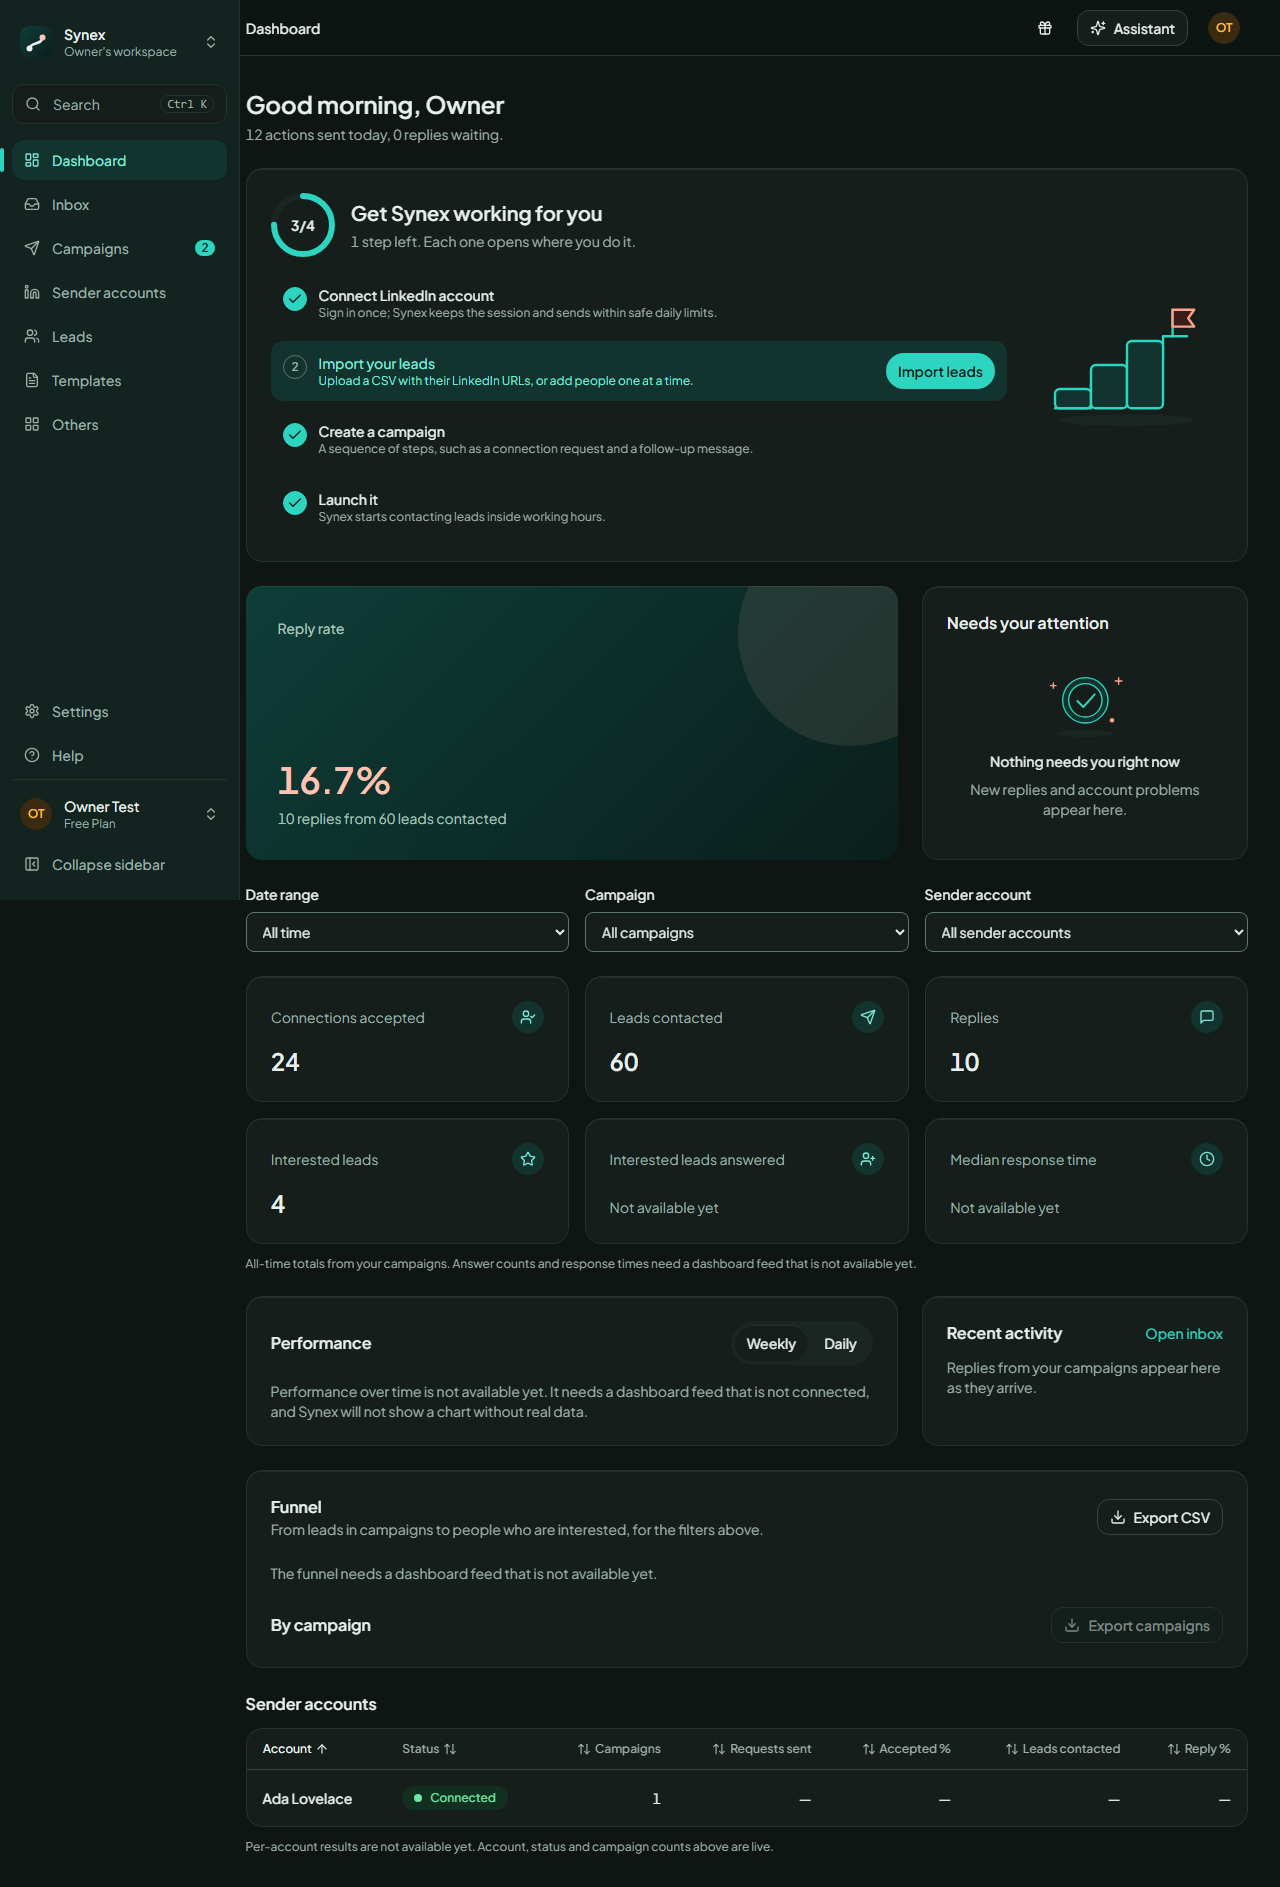 Synex
Owner's workspace
Search
Ctrl K
Dashboard
Inbox
Campaigns
2
Sender accounts
Leads
Templates
Others
Settings
Help
OT
Owner Test
Free Plan
Collapse sidebar
Dashboard
Assistant
OT
Good morning, Owner
12 actions sent today, 0 replies waiting.
3/4
Get Synex working for you
1 step left. Each one opens where you do it.
Connect LinkedIn account
Sign in once; Synex keeps the session and sends within safe daily limits.
2
Import your leads
Upload a CSV with their LinkedIn URLs, or add people one at a time.
Import leads
Create a campaign
A sequence of steps, such as a connection request and a follow-up message.
Launch it
Synex starts contacting leads inside working hours.
Reply rate
16.7%
10 replies from 60 leads contacted
Needs your attention
Nothing needs you right now
New replies and account problems
appear here.
Date range
Campaign
Sender account
All time
All campaigns
All sender accounts
Connections accepted
24
Leads contacted
60
Replies
10
Interested leads
4
Interested leads answered
Not available yet
Median response time
Not available yet
All-time totals from your campaigns. Answer counts and response times need a dashboard feed that is not available yet.
Performance
Weekly
Daily
Performance over time is not available yet. It needs a dashboard feed that is not connected,
and Synex will not show a chart without real data.
Recent activity
Open inbox
Replies from your campaigns appear here
as they arrive.
Funnel
From leads in campaigns to people who are interested, for the filters above.
Export CSV
The funnel needs a dashboard feed that is not available yet.
By campaign
Export campaigns
Sender accounts
Account
Status
Campaigns
Requests sent
Accepted %
Leads contacted
Reply %
Ada Lovelace
Connected
1
—
—
—
—
Per-account results are not available yet. Account, status and campaign counts above are live.